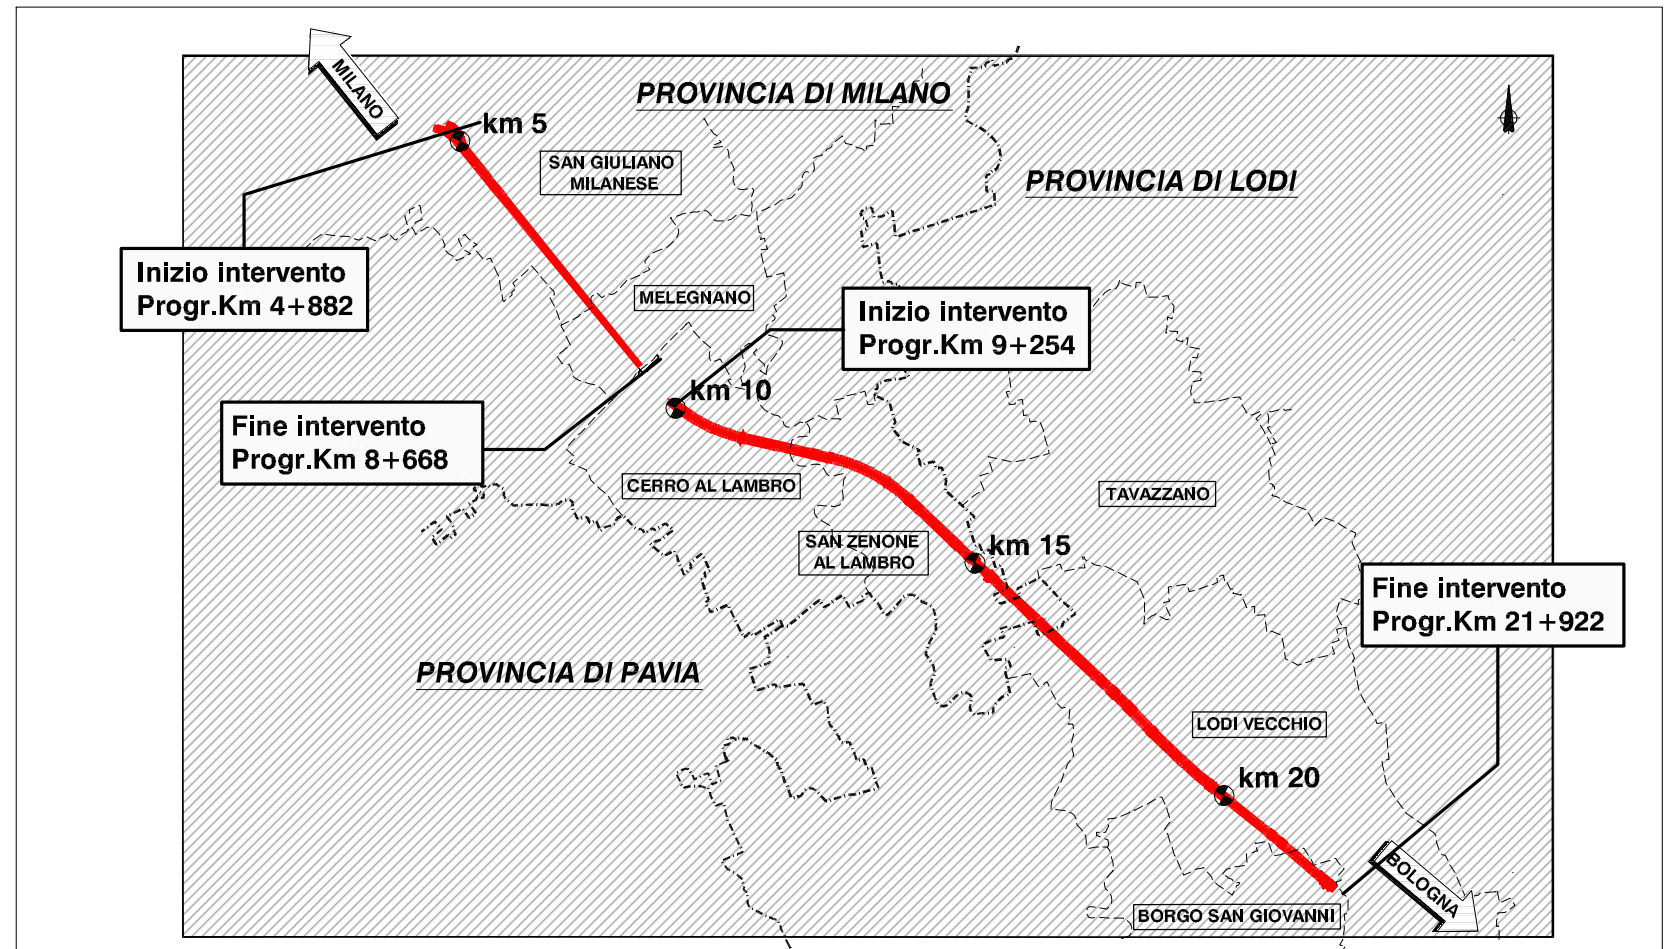 MILANO
PROVINCIA DI MILANO
km 5
SAN GIULIANO
MILANESE
PROVINCIA DI LODI
Inizio intervento
Progr.Km 4+882
MELEGNANO
Inizio intervento
Progr.Km 9+254
km 10
Fine intervento
Progr.Km 8+668
CERRO AL LAMBRO
TAVAZZANO
SAN ZENONE
AL LAMBRO
km 15
Fine intervento
Progr.Km 21+922
PROVINCIA DI PAVIA
LODI VECCHIO
km 20
BOLOGNA
BORGO SAN GIOVANNI